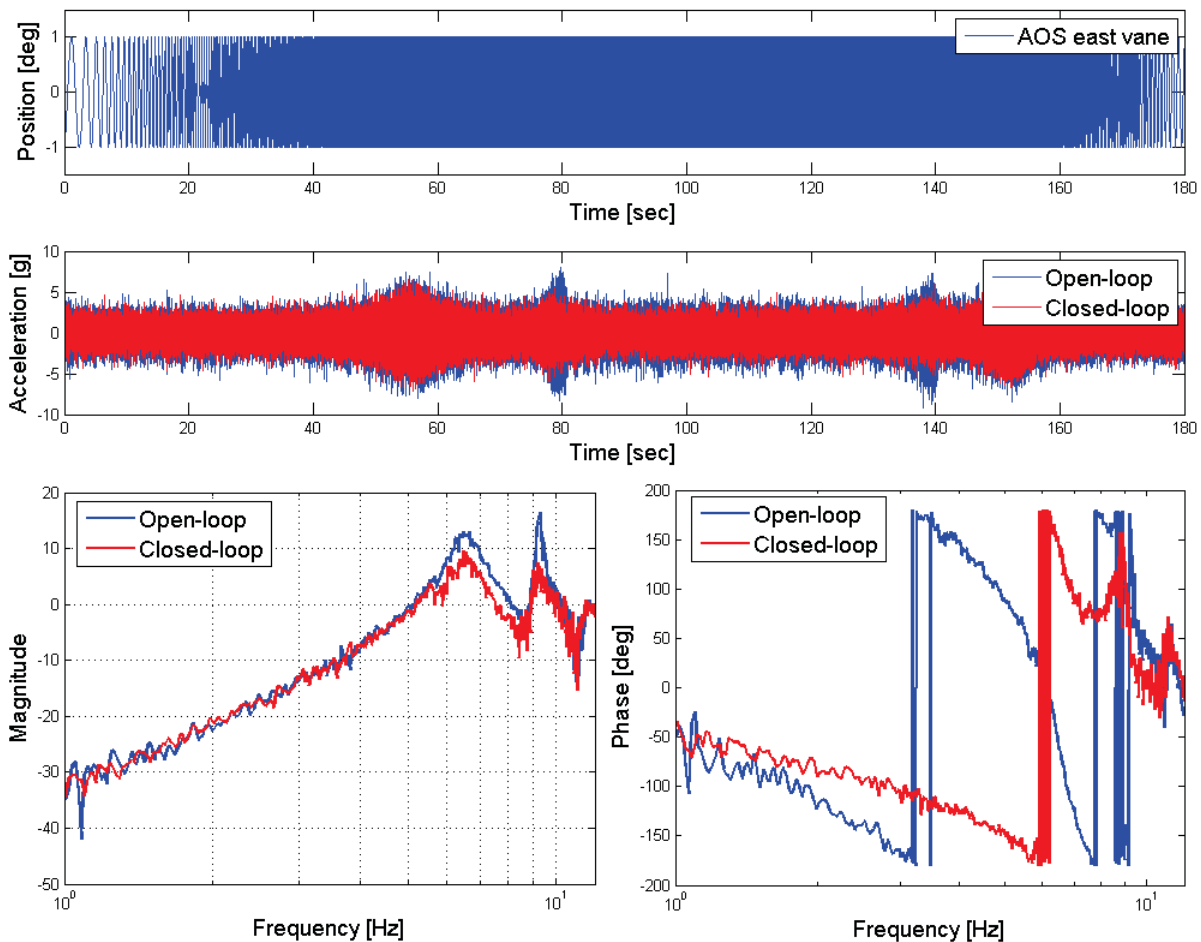 Position [deg]
1
0
-1
AOS east vane
0 20 40 60 80 100 120 140 160 180
Time [sec]
Acceleration [g]
10
5
0
-5
-10
Open-loop
Closed-loop
0 20 40 60 80 100 120 140 160 180
Time [sec]
Magnitude
20
10
0
-10
-20
-30
-40
-50
Open-loop
Closed-loop
10^0 10^1
Frequency [Hz]
Phase [deg]
200
150
100
50
0
-50
-100
-150
-200
Open-loop
Closed-loop
10^0 10^1
Frequency [Hz]